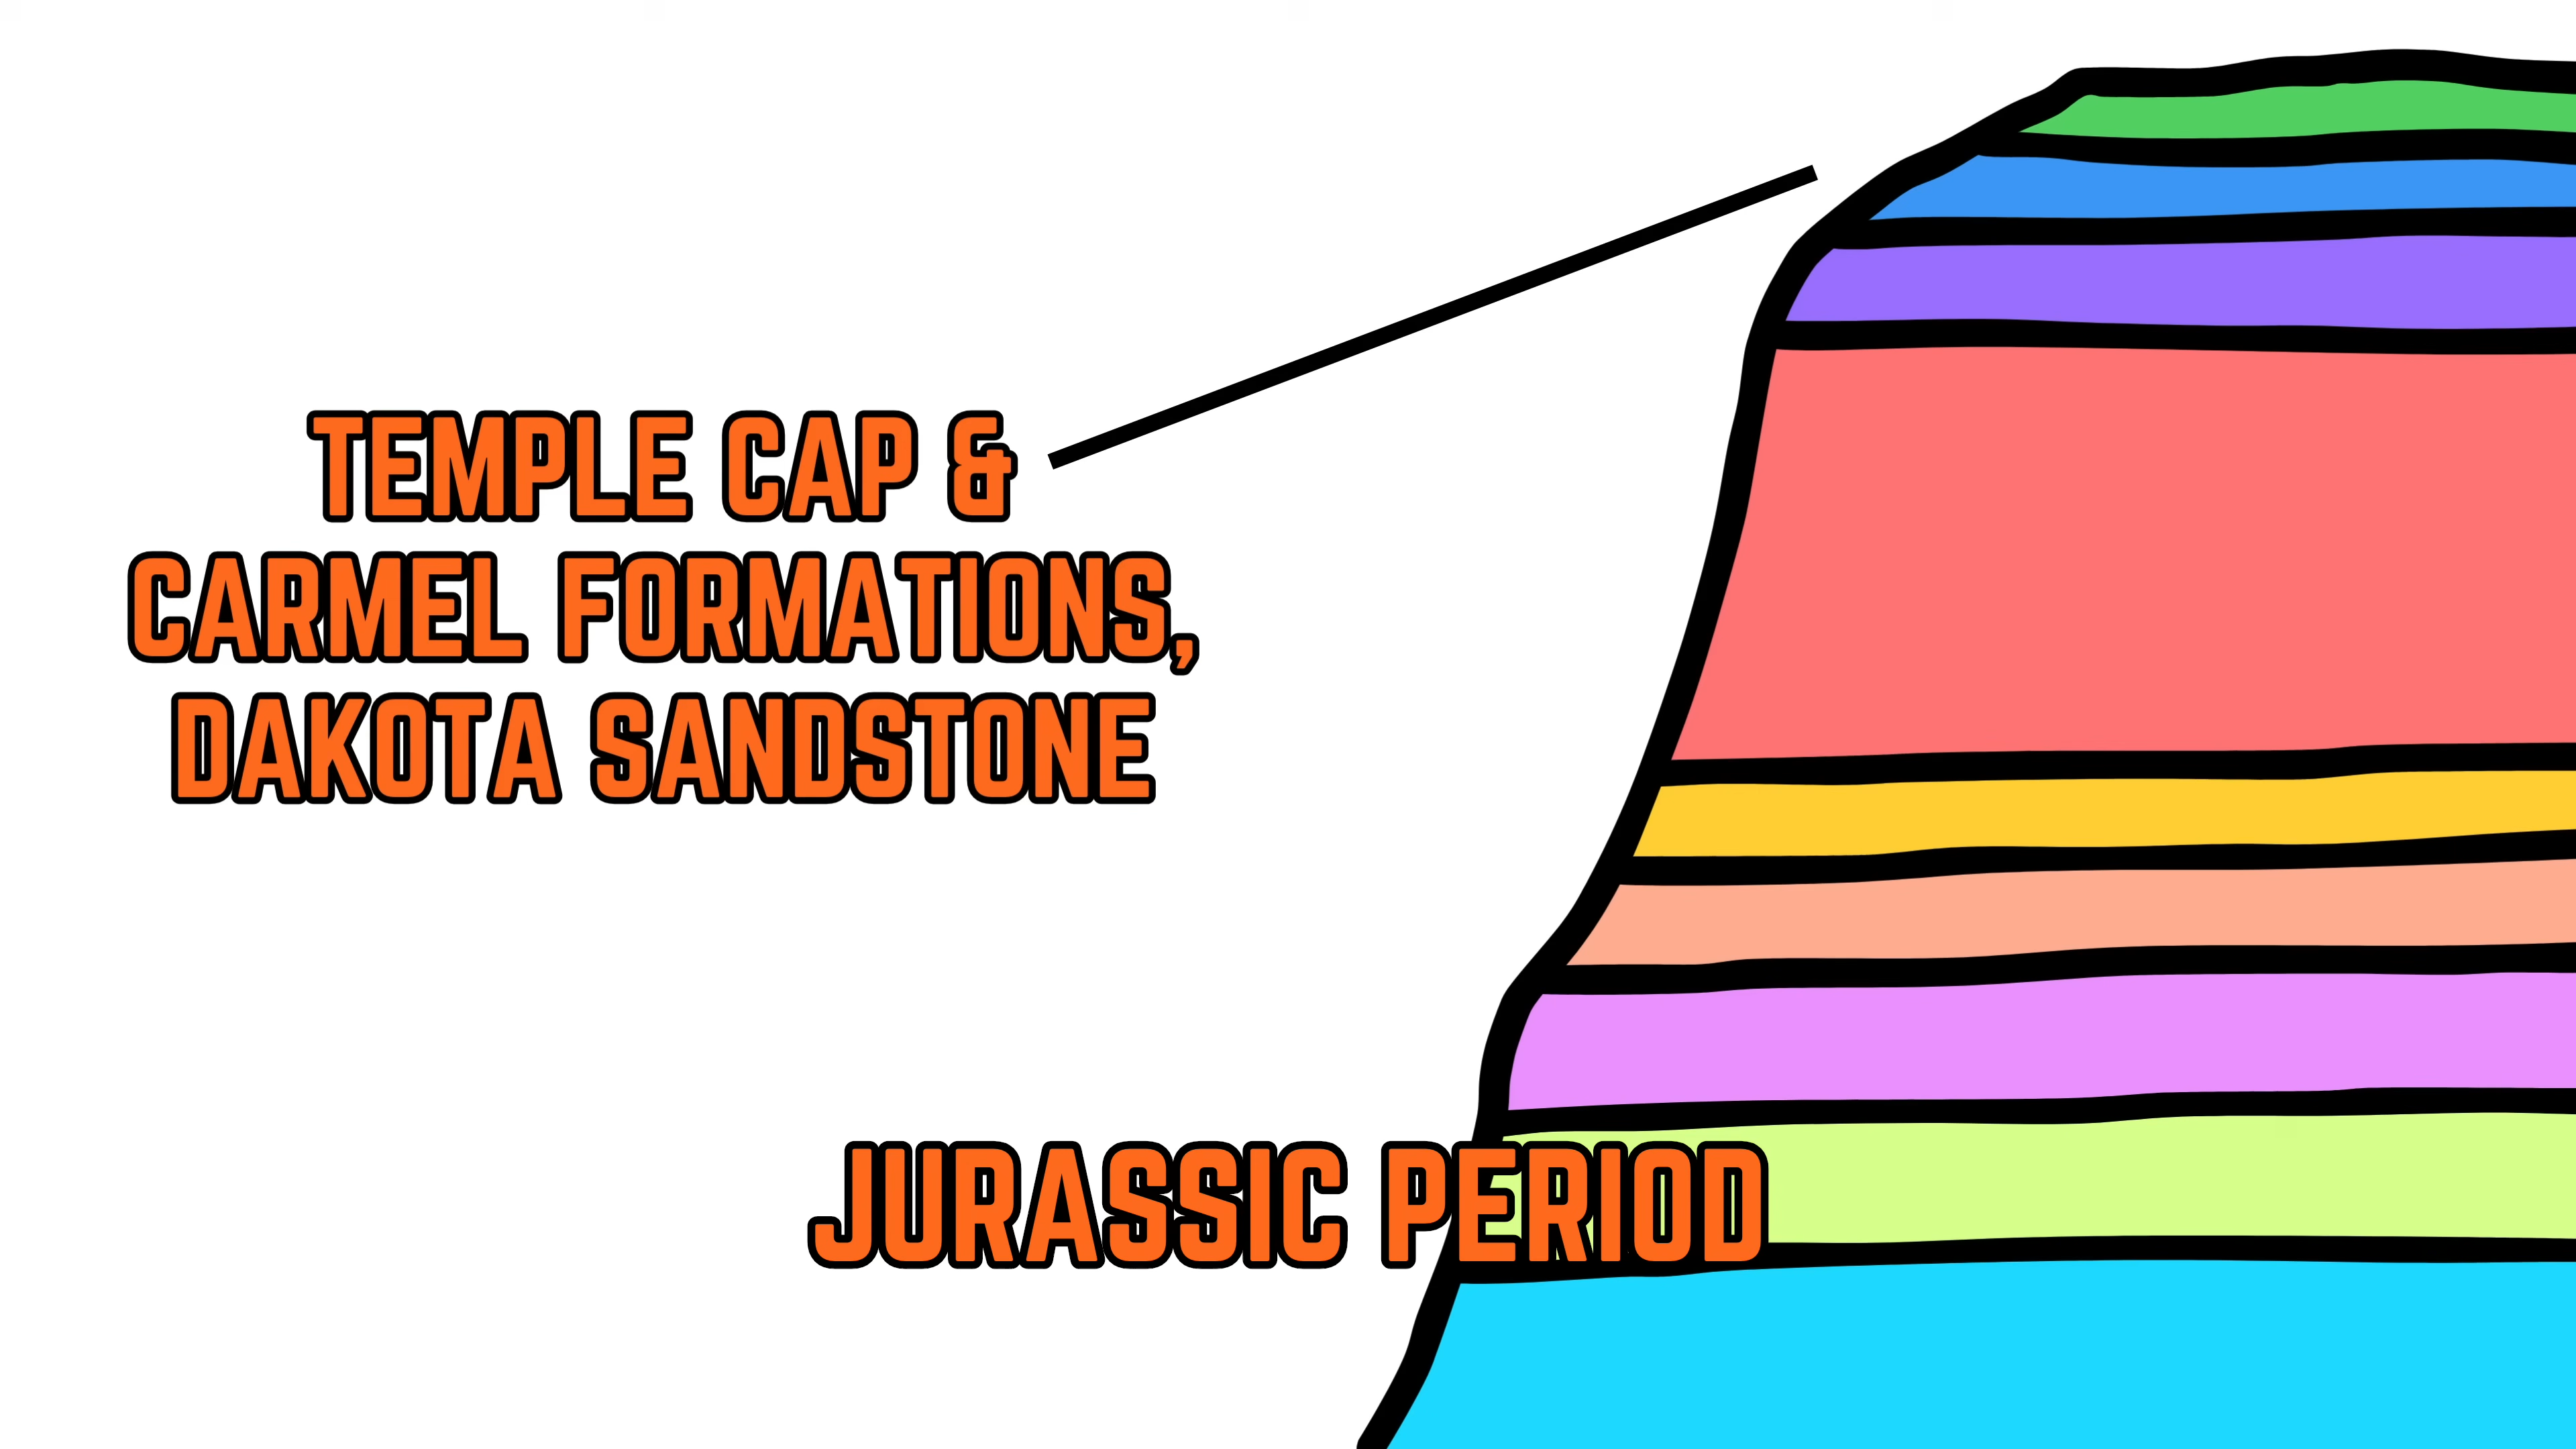 TEMPLE CAP &
CARMEL FORMATIONS,
DAKOTA SANDSTONE
JURASSIC PERIOD